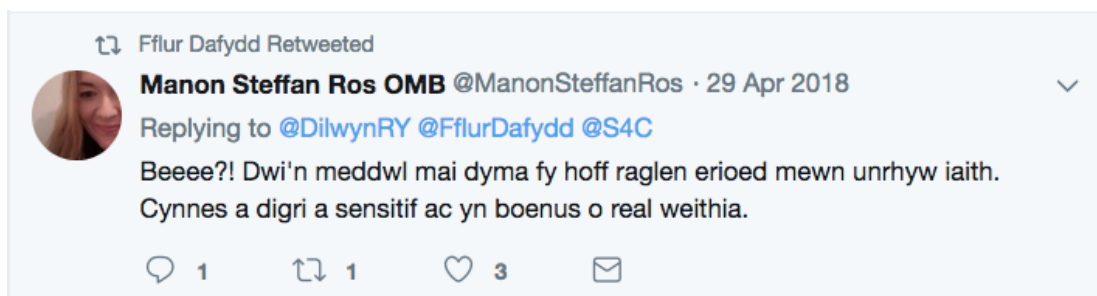 Fflur Dafydd Retweeted
Manon Steffan Ros OMB @ManonSteffanRos · 29 Apr 2018
Replying to @DilwynRY @FflurDafydd @S4C
Beeee?! Dwi'n meddwl mai dyma fy hoff raglen erioed mewn unrhyw iaith.
Cynnes a digri a sensitif ac yn boenus o real weithia.
1 1 3